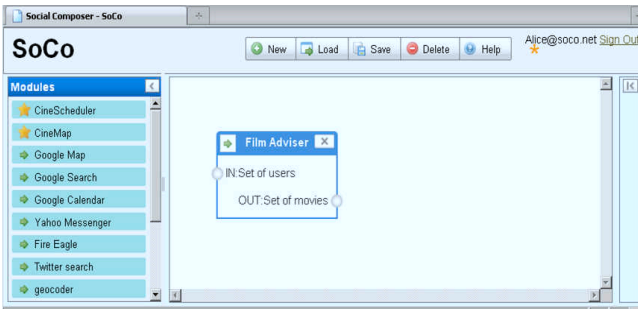 Social Composer - SoCo
SoCo
New Load Save Delete Help
Alice@soco.net Sign Out
Modules
CineScheduler
CineMap
Google Map
Google Search
Google Calendar
Yahoo Messenger
Fire Eagle
Twitter search
geocoder
Film Adviser
IN:Set of users
OUT:Set of movies